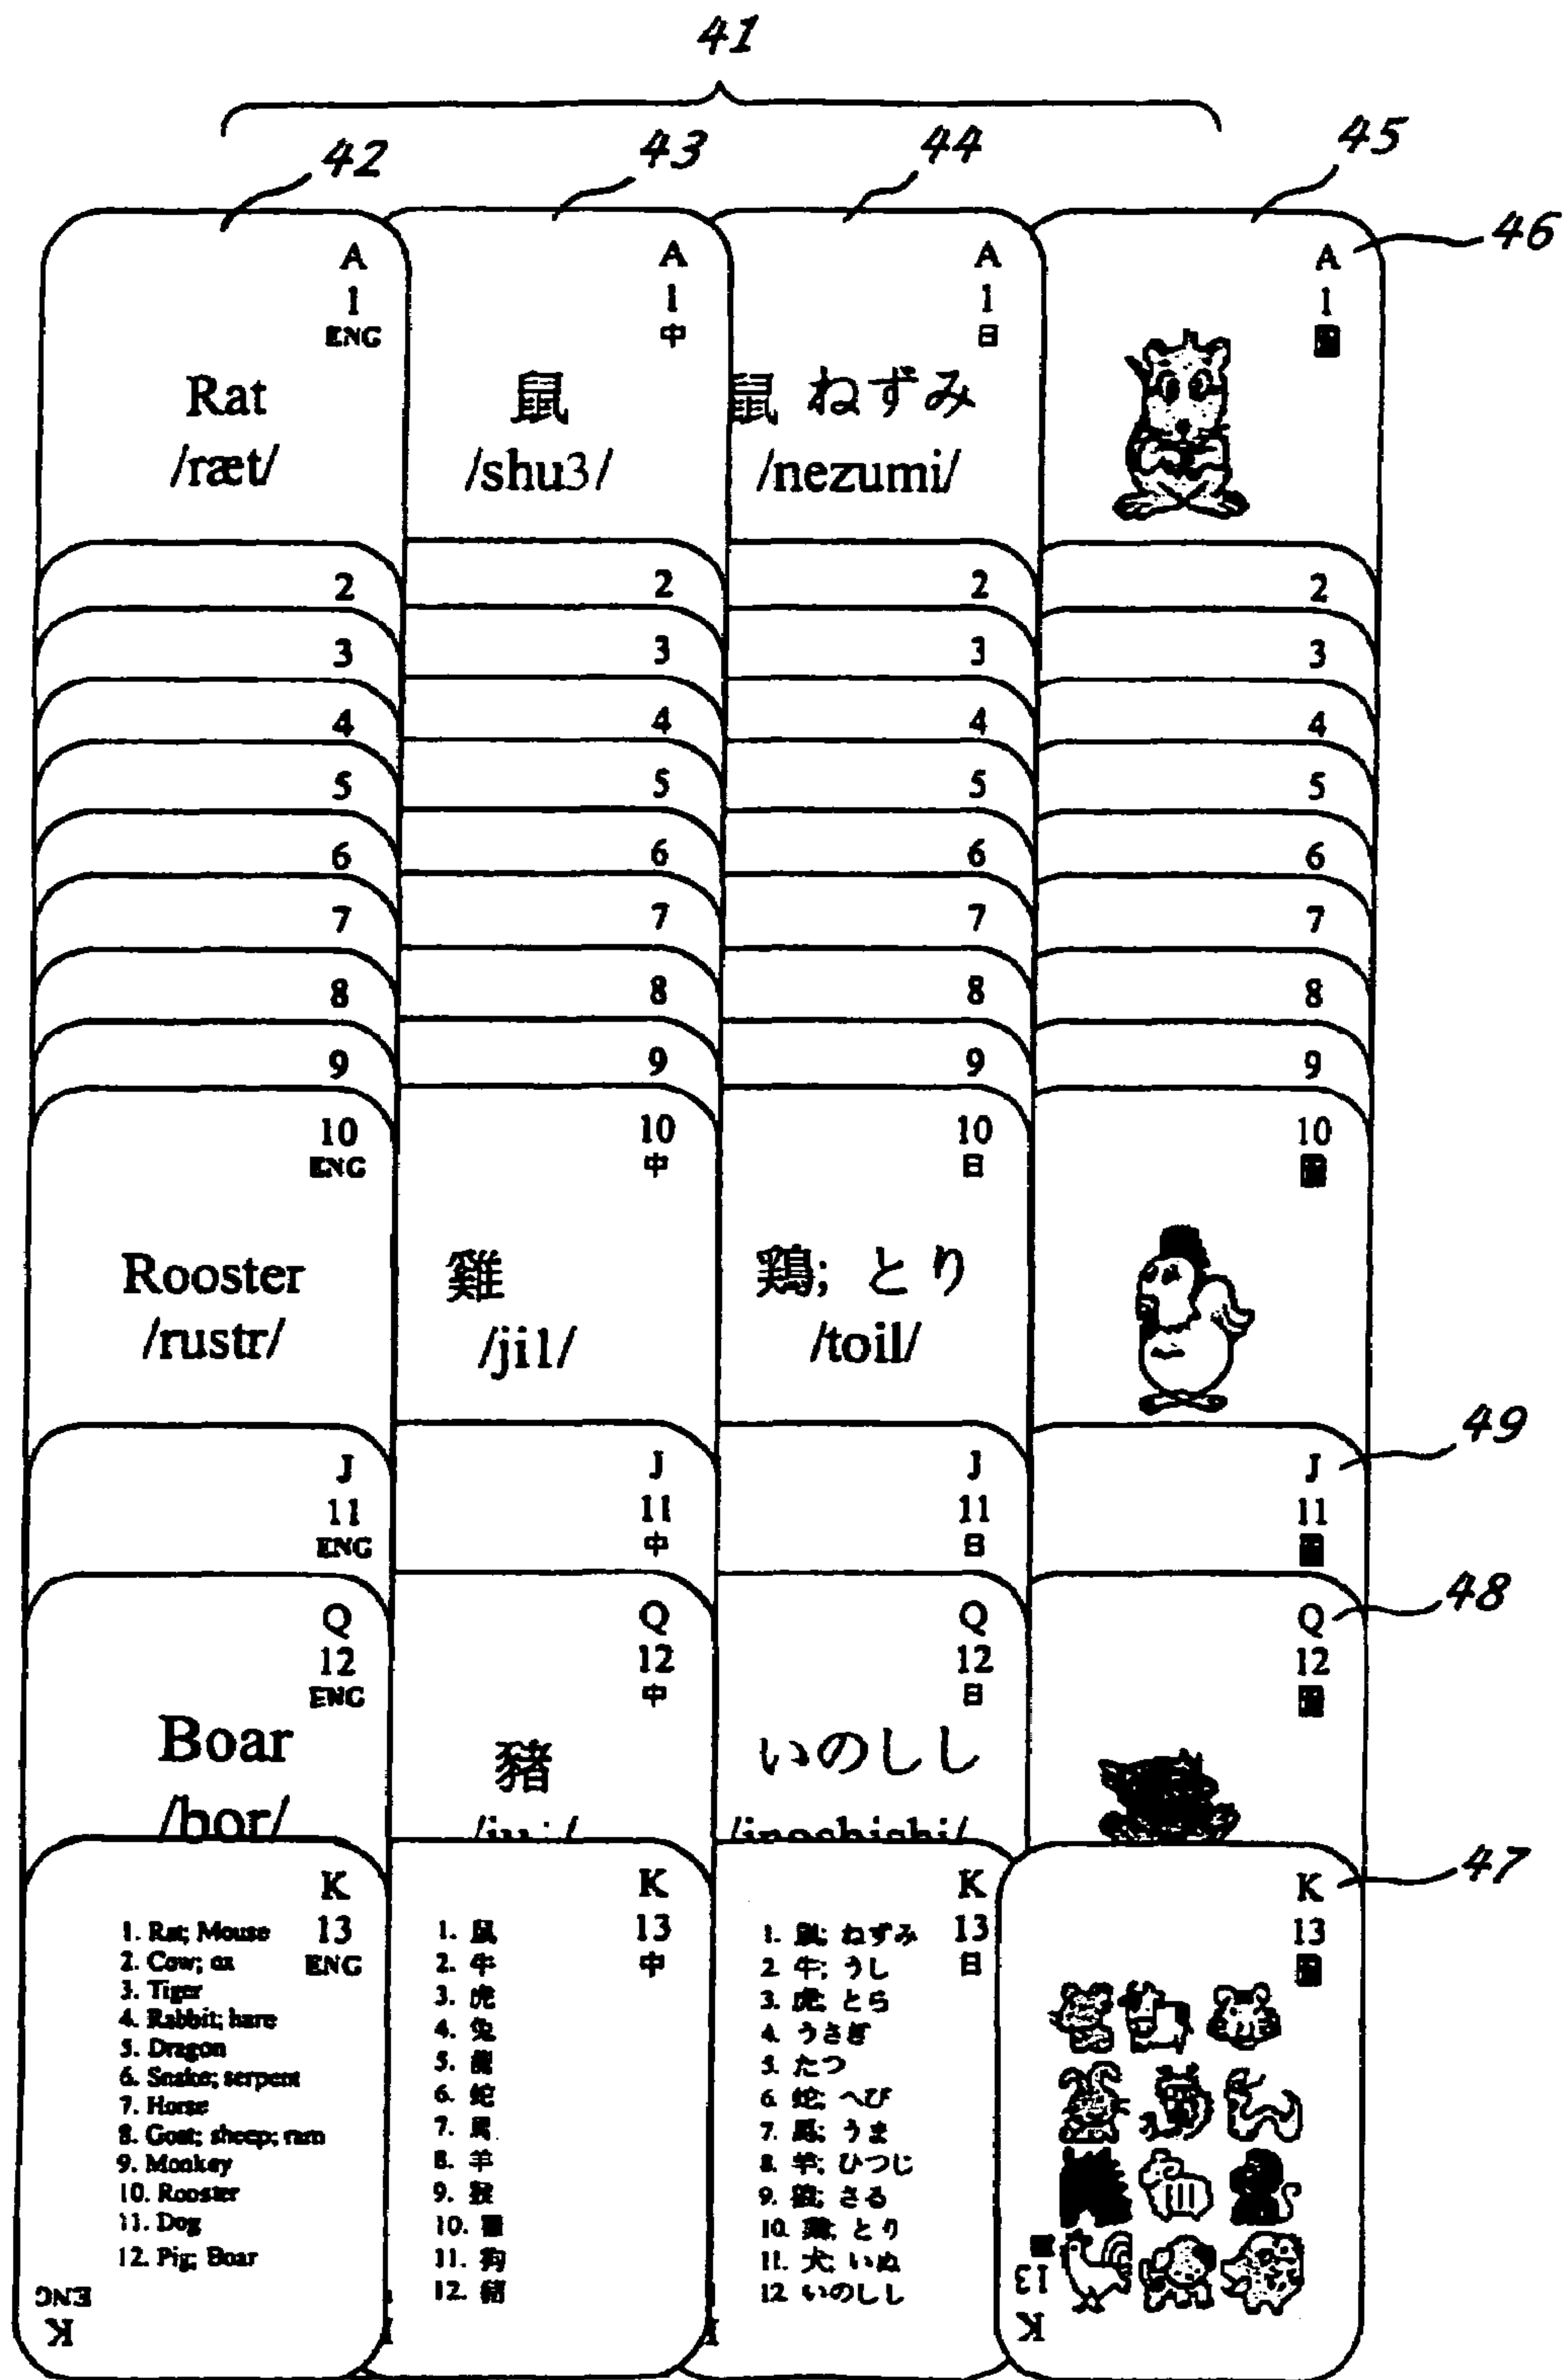 41
42
43
44
45
46
A
1
ENG
Rat
/ræt/
2
3
4
5
6
7
8
9
10
ENG
Rooster
/rustr/
J
11
ENG
Q
12
ENG
Boar
/bor/
K
13
ENG
1. Rat; Mouse
2. Cow; ox
3. Tiger
4. Rabbit; hare
5. Dragon
6. Snake; serpent
7. Horse
8. Goat; sheep; ram
9. Monkey
10. Rooster
11. Dog
12. Pig; Boar
ENG
K
A
1
中
鼠
/shu3/
2
3
4
5
6
7
8
9
10
中
雞
/ji1/
J
11
中
Q
12
中
豬
K
13
中
1. 鼠
2. 牛
3. 虎
4. 兔
5. 龍
6. 蛇
7. 馬
8. 羊
9. 猴
10.
11. 狗
12. 豬
A
1
日
鼠 ねずみ
/nezumi/
2
3
4
5
6
7
8
9
10
日
鶏; とり
/toil/
J
11
日
Q
12
日
いのしし
/inoshishi/
K
13
日
1. 鼠; ねずみ
2. 牛; うし
3. 虎; とら
4. うさぎ
5. たつ
6. 蛇; へび
7. 馬; うま
8. 羊; ひつじ
9. さる
10. とり
11. 犬; いぬ
12. いのしし
A
1
2
3
4
5
6
7
8
9
10
J
11
49
Q
12
48
K
13
47
13
K